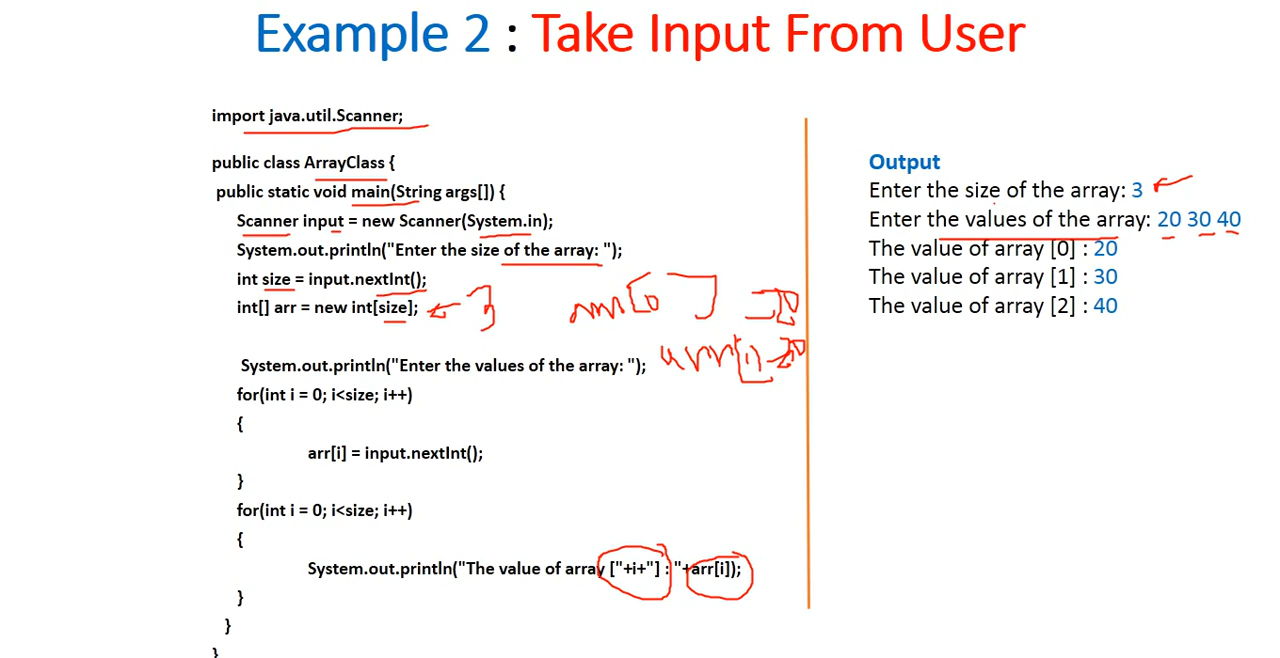 Example 2 : Take Input From User
import java.util.Scanner;
public class ArrayClass {
public static void main(String args[]) {
Scanner input = new Scanner(System.in);
System.out.println("Enter the size of the array: ");
int size = input.nextInt();
int[] arr = new int[size];
3
arr[0]
System.out.println("Enter the values of the array: ");
arr[1]
for(int i = 0; i<size; i++)
{
arr[i] = input.nextInt();
}
for(int i = 0; i<size; i++)
{
System.out.println("The value of array ["+i+"] : "+arr[i]);
}
}
}
Output
Enter the size of the array: 3
Enter the values of the array: 20 30 40
The value of array [0] : 20
The value of array [1] : 30
The value of array [2] : 40